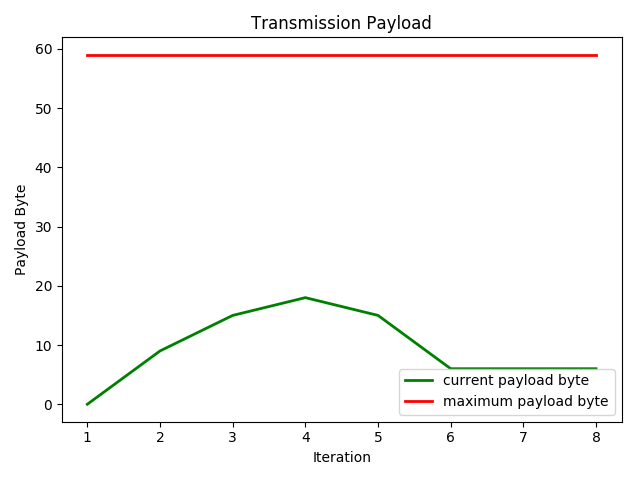 Transmission Payload
60
50
40
30
20
10
0
Payload Byte
current payload byte
maximum payload byte
1 2 3 4 5 6 7 8
Iteration